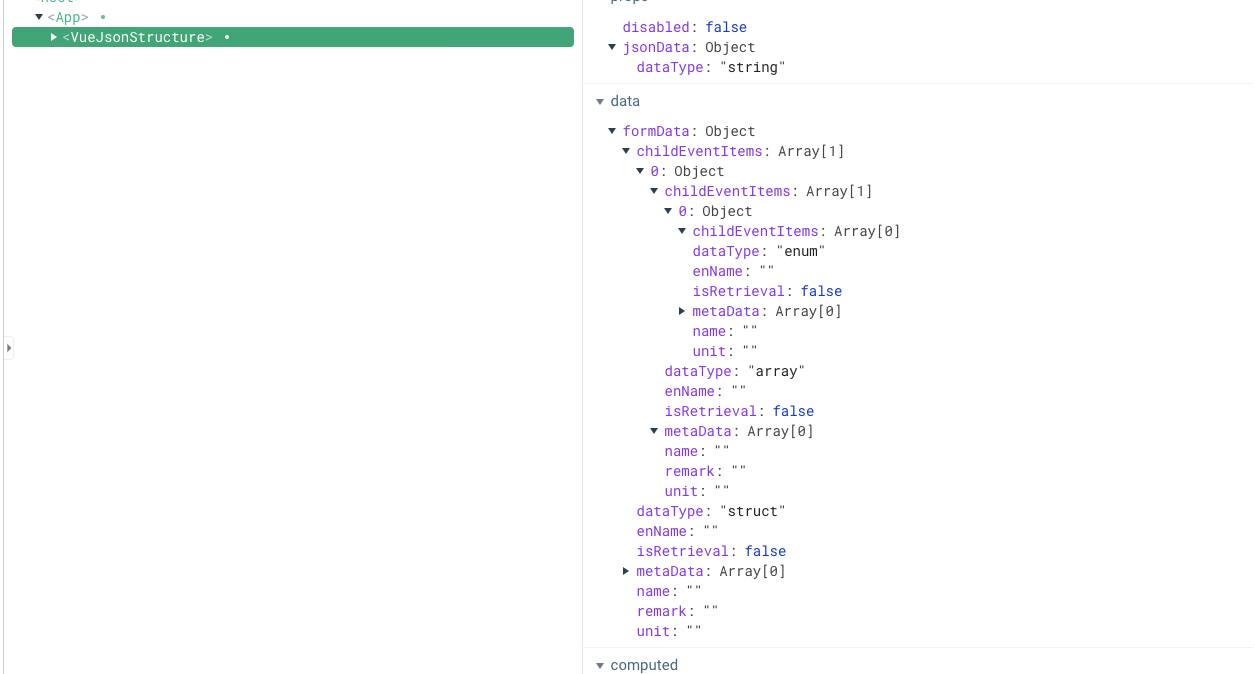 <App>
<VueJsonStructure>
disabled: false
jsonData: Object
dataType: "string"
data
formData: Object
childEventItems: Array[1]
0: Object
childEventItems: Array[1]
0: Object
childEventItems: Array[0]
dataType: "enum"
enName: ""
isRetrieval: false
metaData: Array[0]
name: ""
unit: ""
dataType: "array"
enName: ""
isRetrieval: false
metaData: Array[0]
name: ""
remark: ""
unit: ""
dataType: "struct"
enName: ""
isRetrieval: false
metaData: Array[0]
name: ""
remark: ""
unit: ""
computed